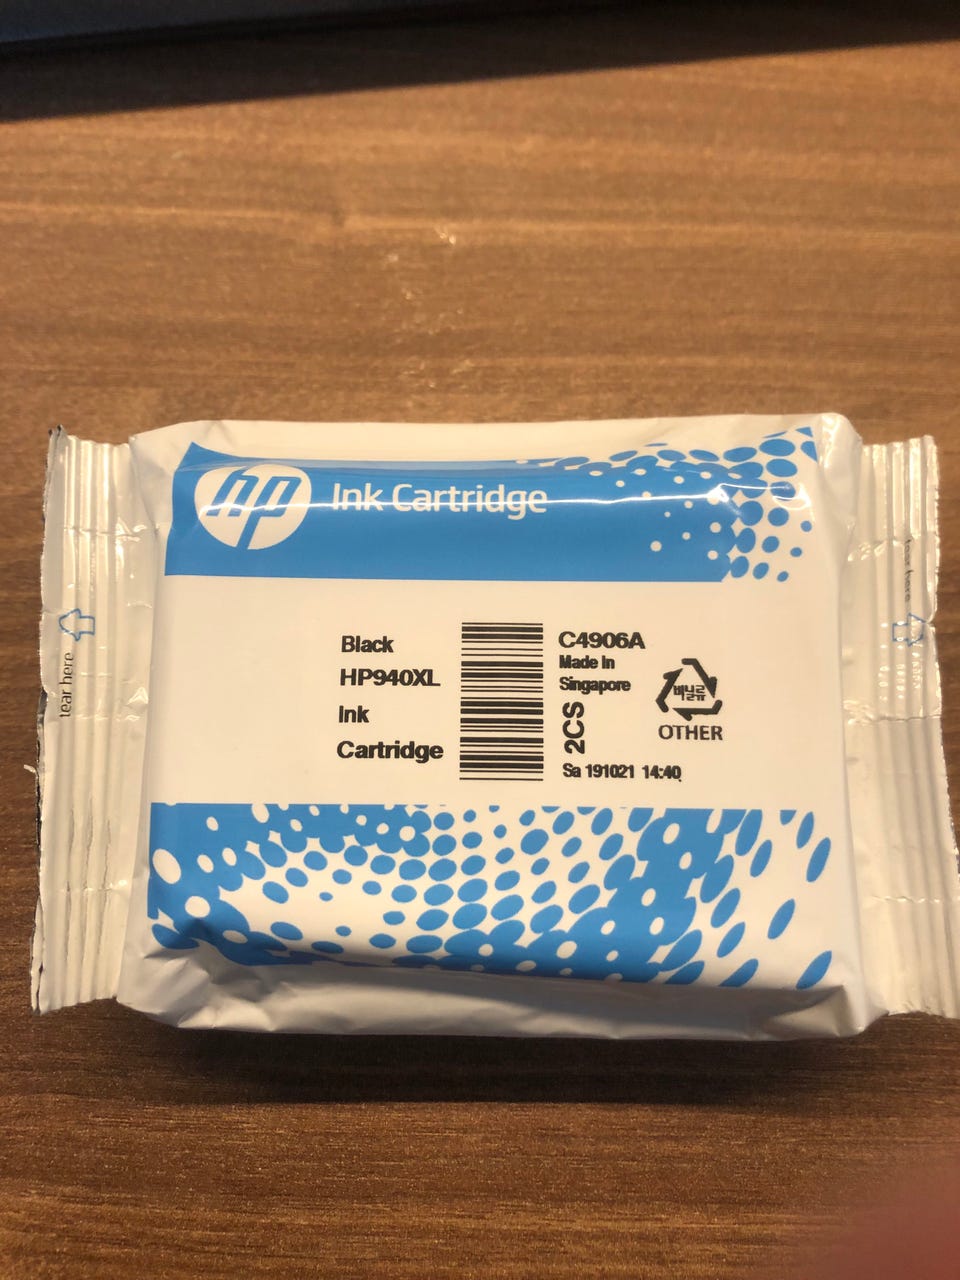 hp Ink Cartridge
Black
HP940XL
Ink
Cartridge
C4906A
Made In
Singapore
2CS
Sa 191021 14:40
비닐류
OTHER
tear here
tear here